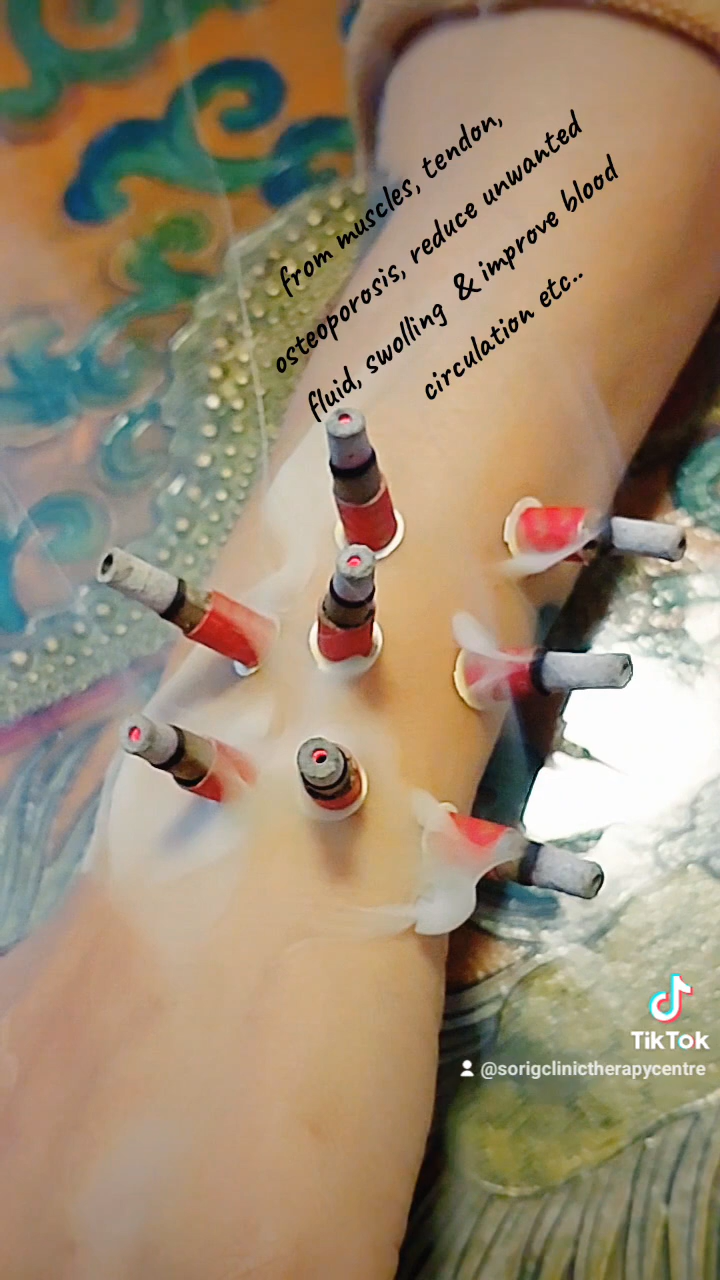 from muscles, tendon,
osteoporosis, reduce unwanted
fluid, swolling & improve blood
circulation etc..
TikTok
@sorigclinictherapycentre